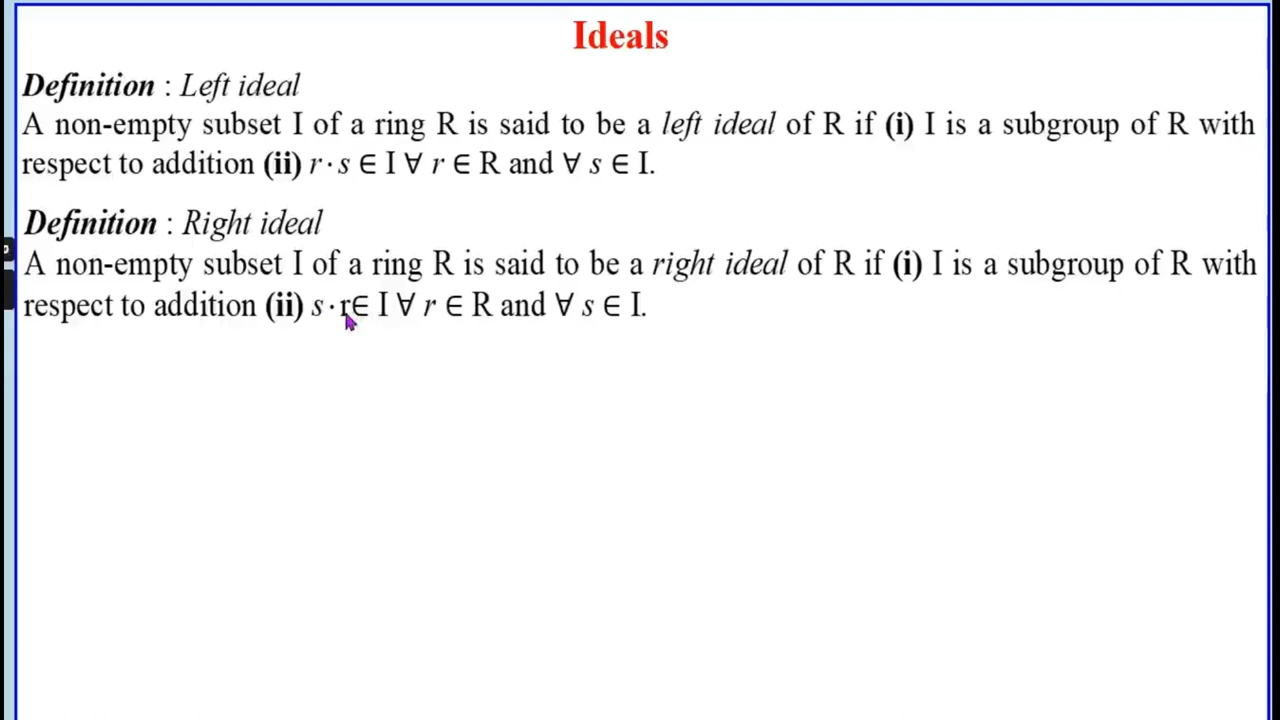 Ideals
Definition : Left ideal
A non-empty subset I of a ring R is said to be a left ideal of R if (i) I is a subgroup of R with
respect to addition (ii) r · s ∈ I ∀ r ∈ R and ∀ s ∈ I.
Definition : Right ideal
A non-empty subset I of a ring R is said to be a right ideal of R if (i) I is a subgroup of R with
respect to addition (ii) s · r∈ I ∀ r ∈ R and ∀ s ∈ I.